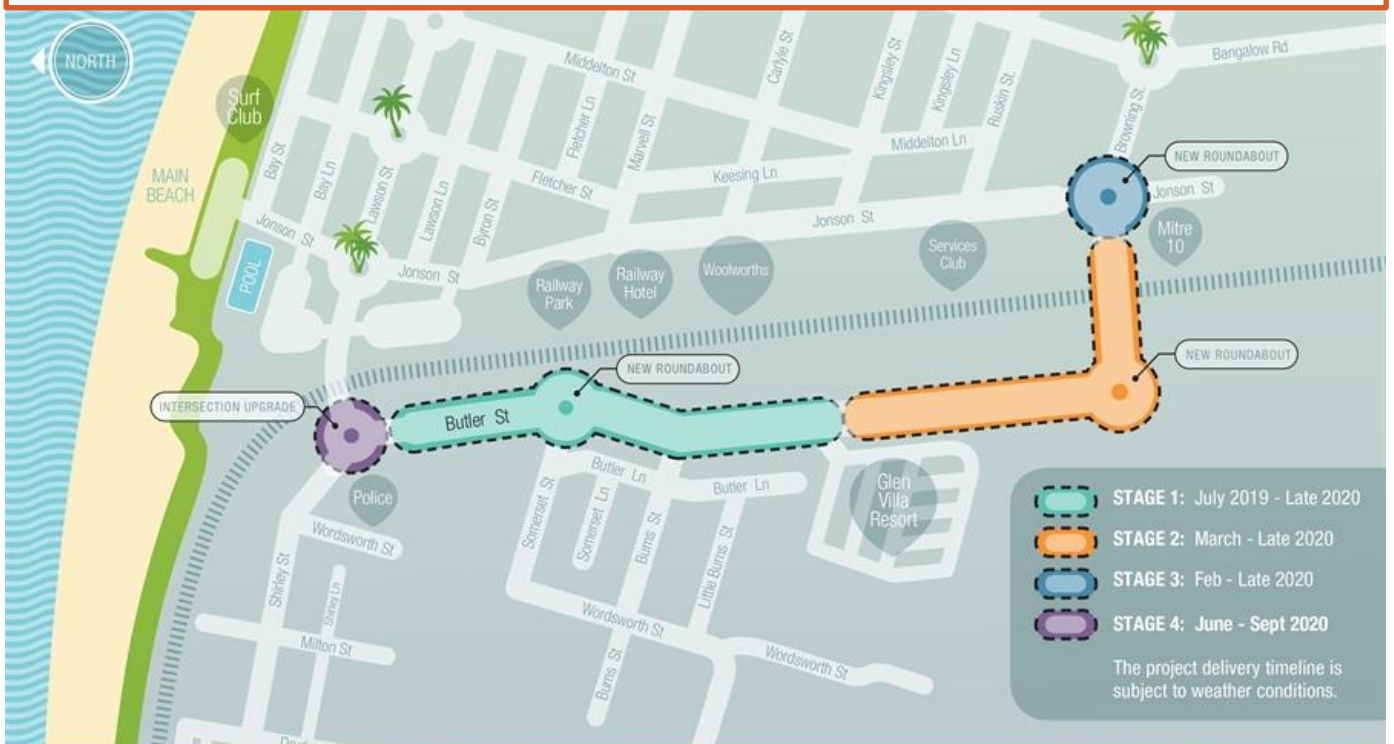 NORTH
Surf
Club
MAIN
BEACH
POOL
Bay St
Bay Ln
Lawson St
Lawson Ln
Byron St
Jonson St
Jonson St
Middelton St
Fletcher Ln
Fletcher St
Marvell St
Carlyle St
Keesing Ln
Kingsley St
Kingsley Ln
Middelton Ln
Ruskin St.
Jonson St
Browning St.
Bangalow Rd
NEW ROUNDABOUT
Jonson St
Mitre
10
Services
Club
Woolworths
Railway
Hotel
Railway
Park
NEW ROUNDABOUT
NEW ROUNDABOUT
INTERSECTION UPGRADE
Butler St
Police
Wordsworth St
Shirley St
Shirley Ln
Milton St
Somerset St
Somerset Ln
Butler Ln
Burns St
Butler Ln
Little Burns St
Glen
Villa
Resort
Wordsworth St
Burns St
Wordsworth St
STAGE 1: July 2019 - Late 2020
STAGE 2: March - Late 2020
STAGE 3: Feb - Late 2020
STAGE 4: June - Sept 2020
The project delivery timeline is
subject to weather conditions.